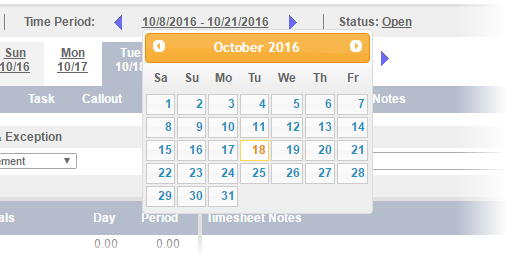 Time Period: 10/8/2016 - 10/21/2016 Status: Open
October 2016
Sun Mon Tue
10/16 10/17 10/18
Sa Su Mo Tu We Th Fr
Task Callout Notes
1 2 3 4 5 6 7
8 9 10 11 12 13 14
& Exception
15 16 17 18 19 20 21
ement
22 23 24 25 26 27 28
29 30 31
als Day Period Timesheet Notes
0.00 0.00